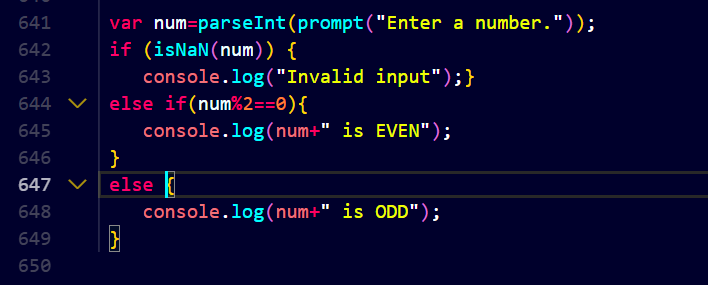 641 var num=parseInt(prompt("Enter a number."));
642 if (isNaN(num)) {
643 console.log("Invalid input");}
644 else if(num%2==0){
645 console.log(num+" is EVEN");
646 }
647 else {
648 console.log(num+" is ODD");
649 }
650